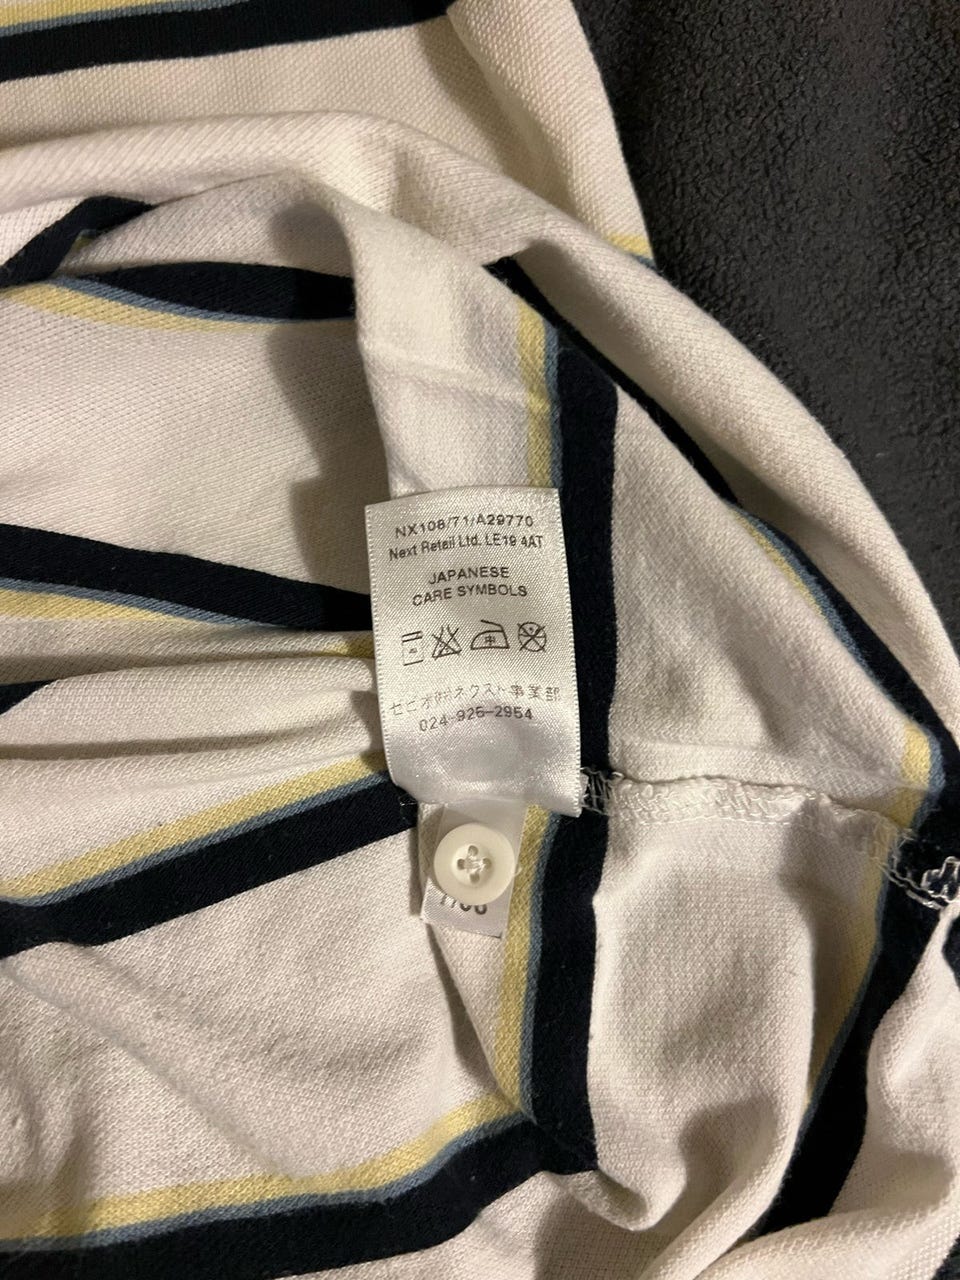 NX108/71/A29770
Next Retail Ltd. LE19 4AT
JAPANESE
CARE SYMBOLS
ゼビオ㈱ネクスト事業部
024-925-2954